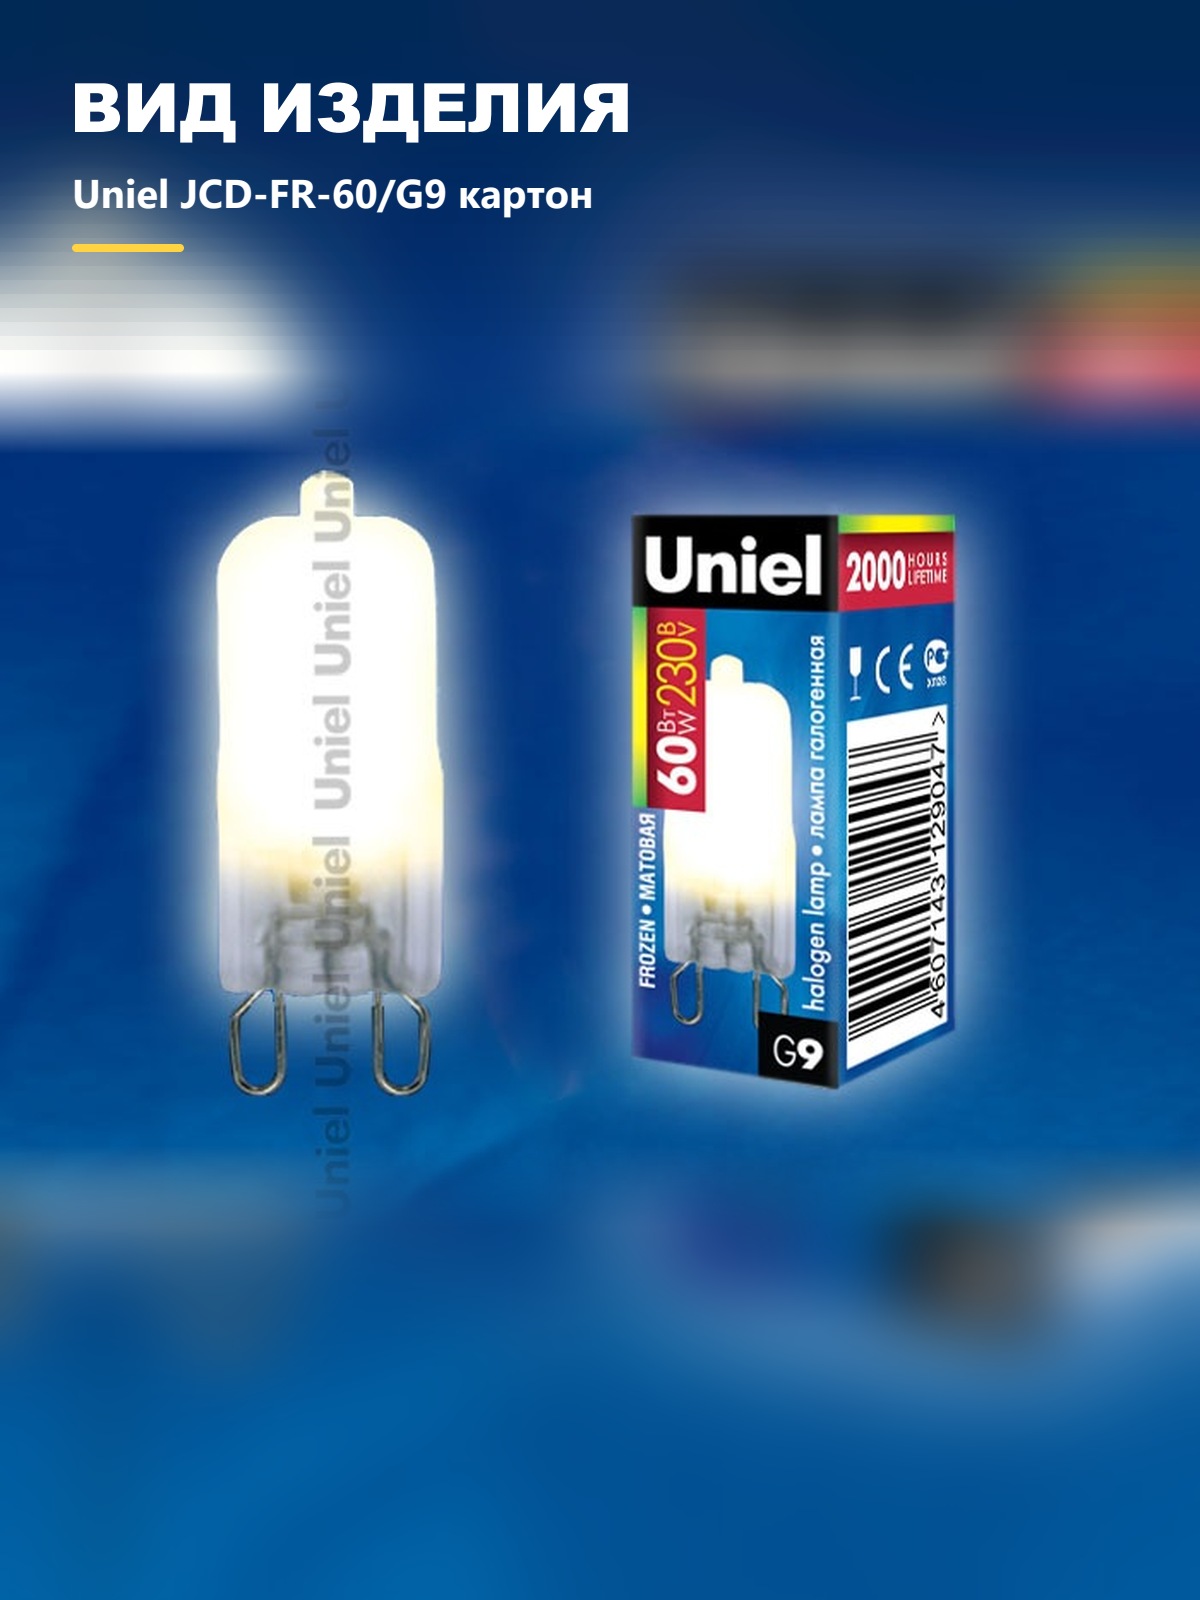 ВИД ИЗДЕЛИЯ
Uniel JCD-FR-60/G9 картон
Uniel Uniel Uniel Uniel Uniel Uniel
Uniel
2000 HOURS
LIFETIME
60 Вт W 230 В V
FROZEN • МАТОВАЯ
halogen lamp • лампа галогенная
CE
PC
4 607143 129047 >
G9